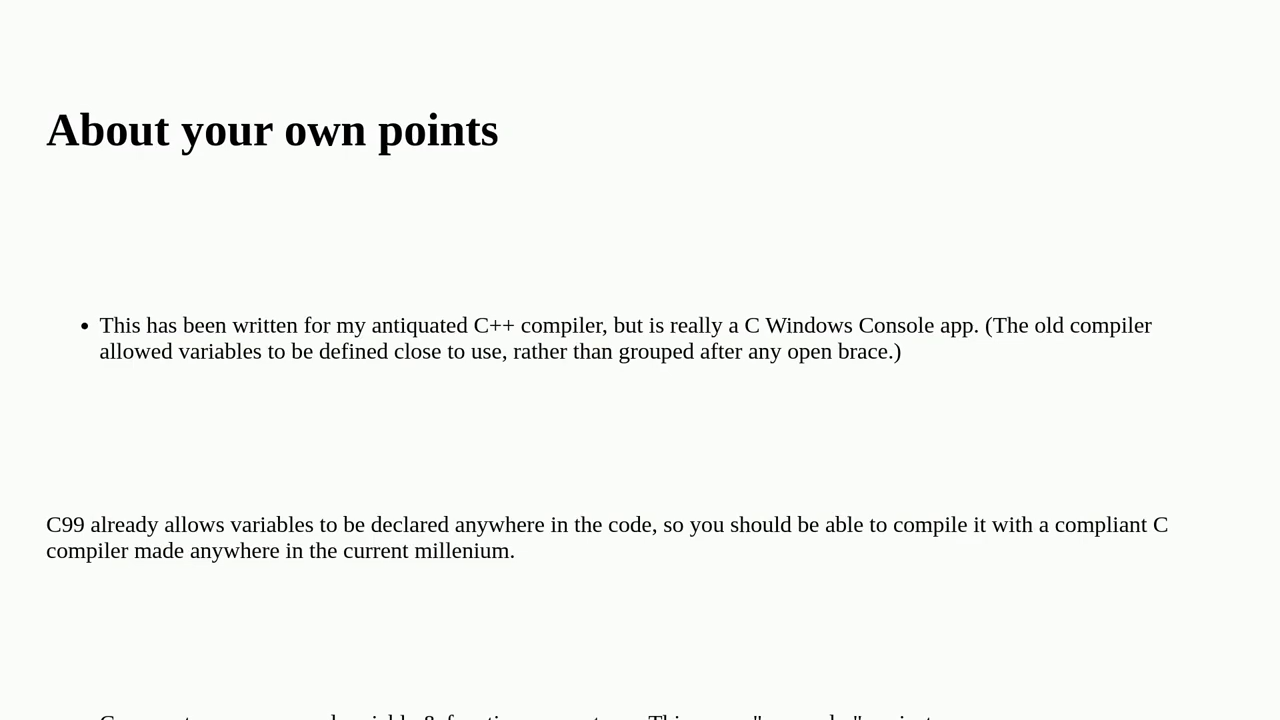 About your own points
• This has been written for my antiquated C++ compiler, but is really a C Windows Console app. (The old compiler
allowed variables to be defined close to use, rather than grouped after any open brace.)
C99 already allows variables to be declared anywhere in the code, so you should be able to compile it with a compliant C
compiler made anywhere in the current millenium.